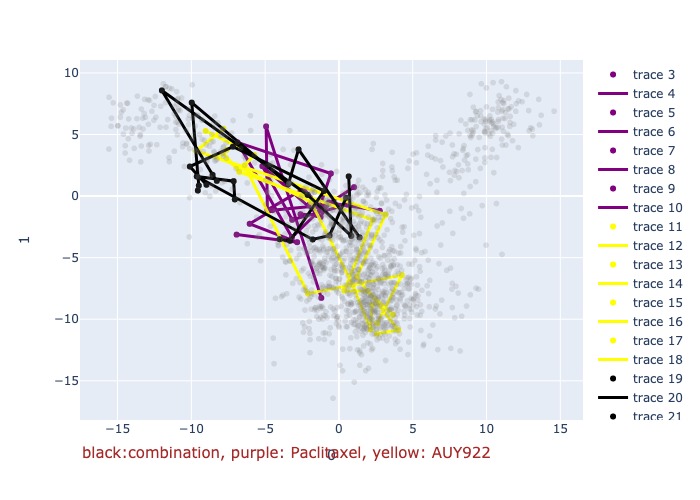 10
5
0
−5
−10
−15
1
−15
−10
−5
0
5
10
15
0
black:combination, purple: Paclitaxel, yellow: AUY922
trace 3
trace 4
trace 5
trace 6
trace 7
trace 8
trace 9
trace 10
trace 11
trace 12
trace 13
trace 14
trace 15
trace 16
trace 17
trace 18
trace 19
trace 20
trace 21